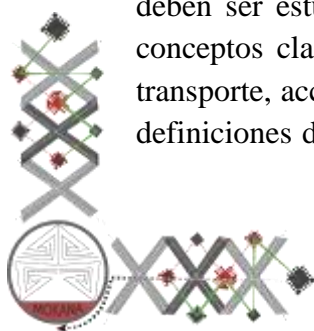 deben ser
conceptos
transporte,
definiciones
MOKANA